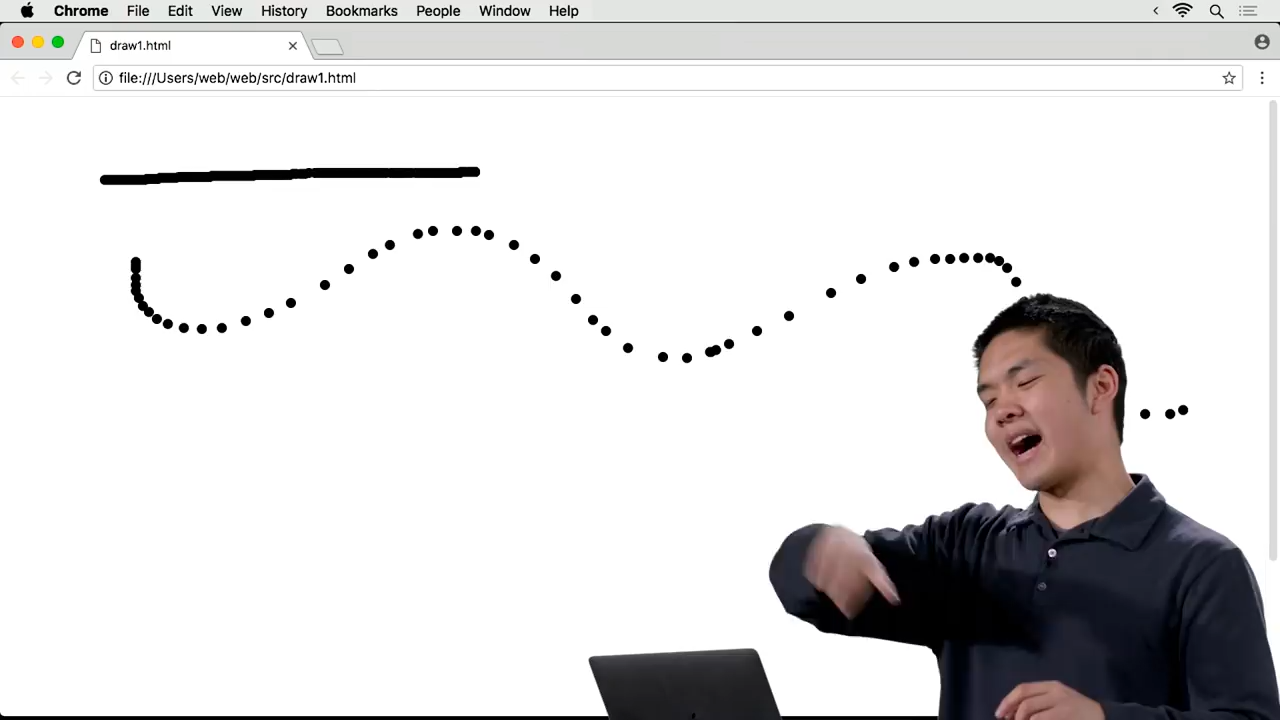 Chrome File Edit View History Bookmarks People Window Help
draw1.html
file:///Users/web/web/src/draw1.html